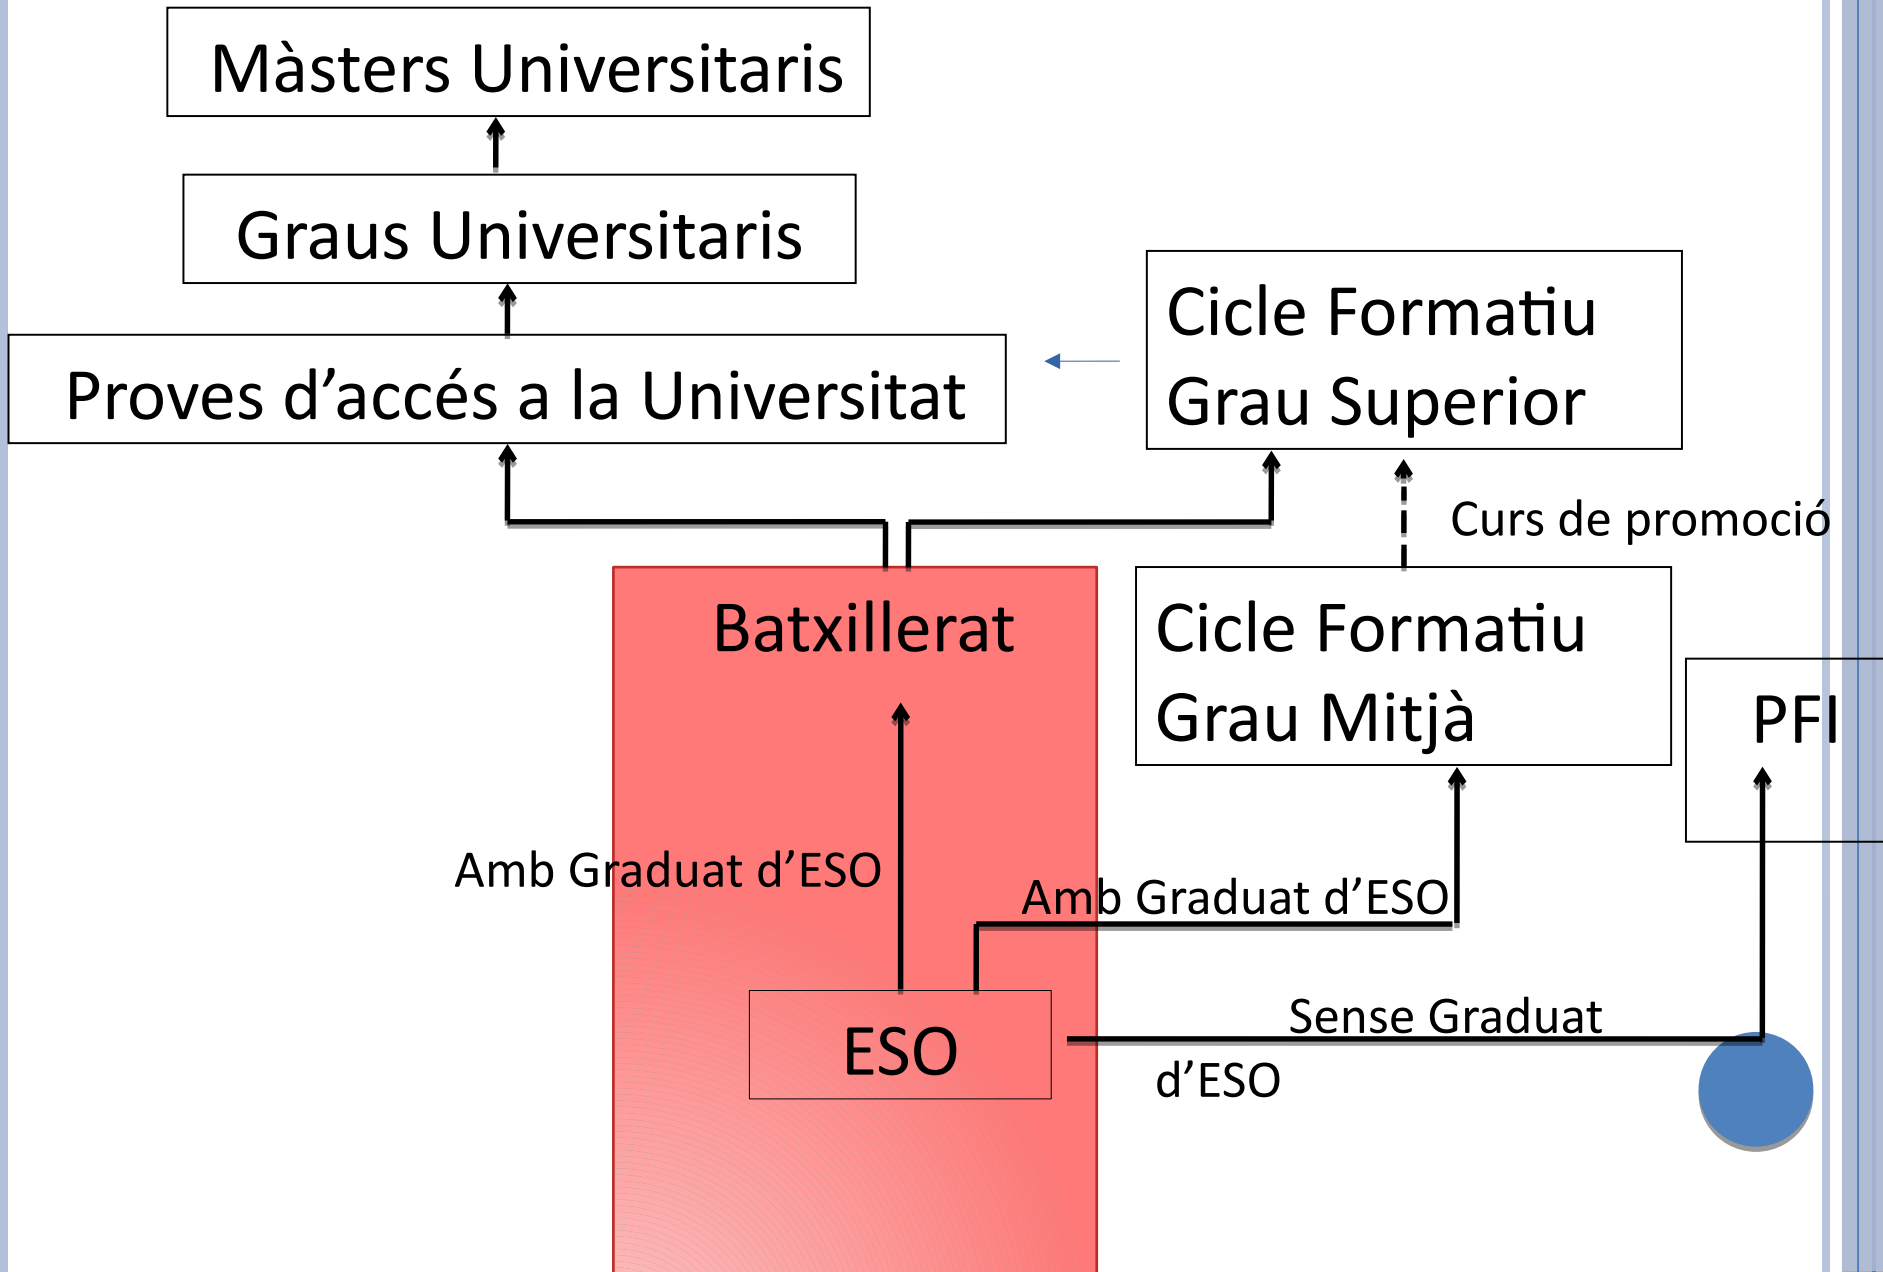 Màsters Universitaris
Graus Universitaris
Cicle Formatiu
Grau Superior
Proves d’accés a la Universitat
Curs de promoció
Batxillerat
Cicle Formatiu
Grau Mitjà
PFI
Amb Graduat d’ESO
Amb Graduat d’ESO
Sense Graduat
d’ESO
ESO